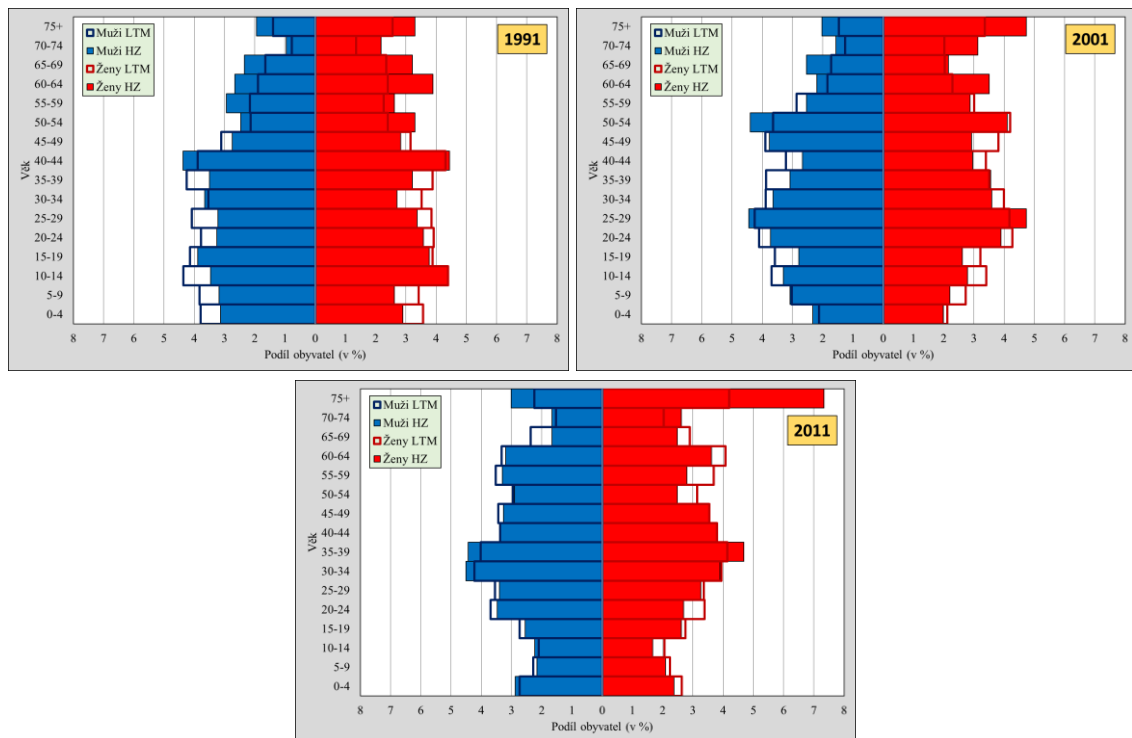 Muži LTM
Muži HZ
Ženy LTM
Ženy HZ
1991
Věk
75+
70-74
65-69
60-64
55-59
50-54
45-49
40-44
35-39
30-34
25-29
20-24
15-19
10-14
5-9
0-4
8 7 6 5 4 3 2 1 0 1 2 3 4 5 6 7 8
Podíl obyvatel (v %)
Muži LTM
Muži HZ
Ženy LTM
Ženy HZ
2001
Věk
75+
70-74
65-69
60-64
55-59
50-54
45-49
40-44
35-39
30-34
25-29
20-24
15-19
10-14
5-9
0-4
8 7 6 5 4 3 2 1 0 1 2 3 4 5 6 7 8
Podíl obyvatel (v %)
Muži LTM
Muži HZ
Ženy LTM
Ženy HZ
2011
Věk
75+
70-74
65-69
60-64
55-59
50-54
45-49
40-44
35-39
30-34
25-29
20-24
15-19
10-14
5-9
0-4
8 7 6 5 4 3 2 1 0 1 2 3 4 5 6 7 8
Podíl obyvatel (v %)